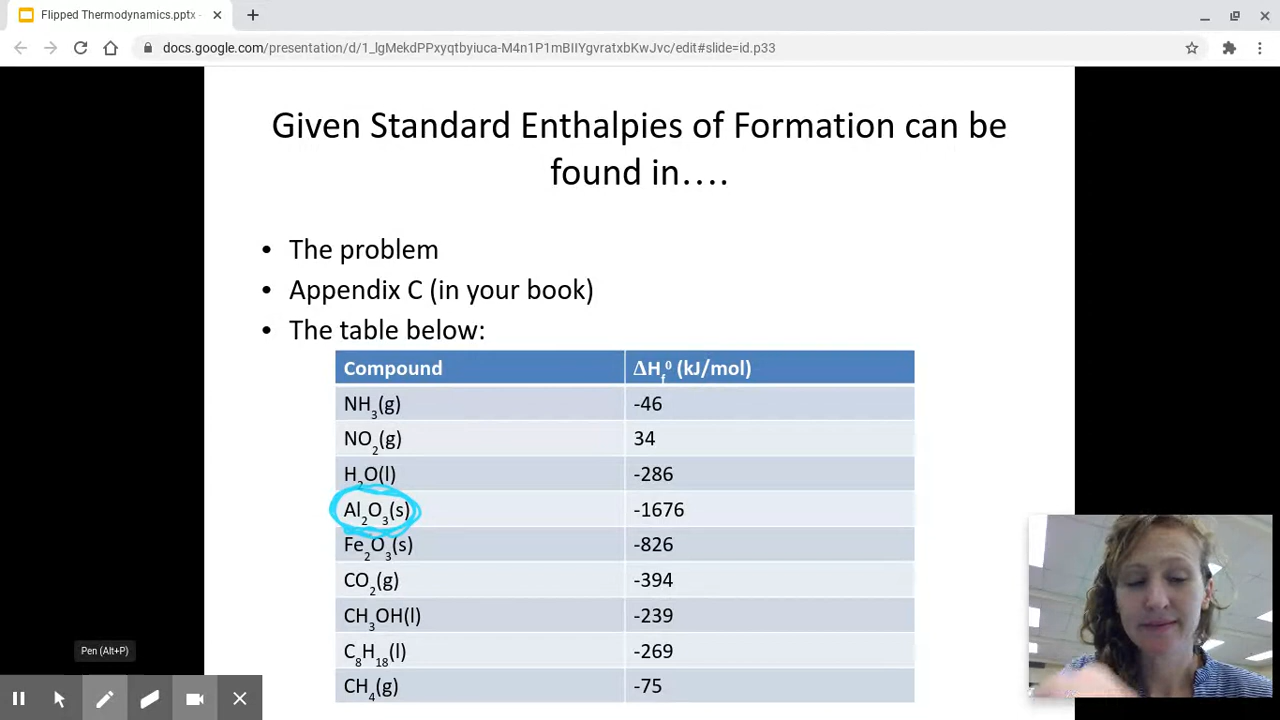 Flipped Thermodynamics.pptx -
docs.google.com/presentation/d/1_lgMekdPPxyqtbyiuca-M4n1P1mBIIYgvratxbKwJvc/edit#slide=id.p33
Given Standard Enthalpies of Formation can be
found in….
• The problem
• Appendix C (in your book)
• The table below:
Compound ΔHf⁰ (kJ/mol)
NH₃(g) -46
NO₂(g) 34
H₂O(l) -286
Al₂O₃(s) -1676
Fe₂O₃(s) -826
CO₂(g) -394
CH₃OH(l) -239
C₈H₁₈(l) -269
CH₄(g) -75
Pen (Alt+P)